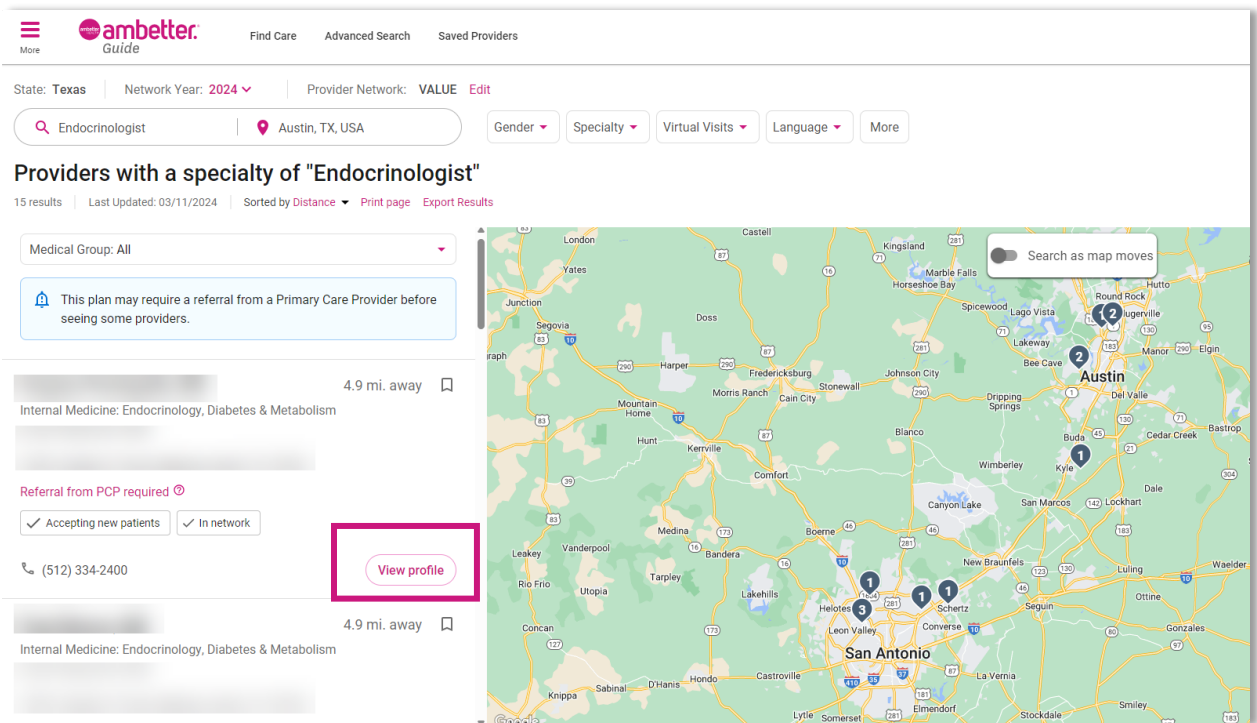 More
ambetter.
Guide
Find Care
Advanced Search
Saved Providers
State: Texas
Network Year: 2024
Provider Network: VALUE Edit
Endocrinologist
Austin, TX, USA
Gender
Specialty
Virtual Visits
Language
More
Providers with a specialty of "Endocrinologist"
15 results
Last Updated: 03/11/2024
Sorted by Distance
Print page
Export Results
Medical Group: All
This plan may require a referral from a Primary Care Provider before
seeing some providers.
4.9 mi. away
Internal Medicine: Endocrinology, Diabetes & Metabolism
Referral from PCP required
Accepting new patients
In network
(512) 334-2400
View profile
4.9 mi. away
Internal Medicine: Endocrinology, Diabetes & Metabolism
Search as map moves
London
Castell
Kingsland
Yates
Marble Falls
Horseshoe Bay
Hutto
Round Rock
Junction
Spicewood
Lago Vista
lugerville
Doss
Segovia
Lakeway
Manor
Elgin
raph
Harper
Fredericksburg
Johnson City
Bee Cave
Austin
Stonewall
Morris Ranch
Cain City
Del Valle
Dripping
Springs
Mountain
Home
Hunt
Kerrville
Blanco
Buda
Cedar Creek
Bastrop
Kyle
Wimberley
Comfort
Dale
Canyon Lake
San Marcos
Lockhart
Medina
Boerne
Leakey
Vanderpool
Bandera
New Braunfels
Luling
Waelder
Rio Frio
Utopia
Tarpley
Lakehills
Ottine
Helotes
Schertz
Seguin
Concan
Leon Valley
Converse
Gonzales
San Antonio
Sabinal
D'Hanis
Hondo
Castroville
La Vernia
Knippa
Smiley
Lytle
Somerset
Elmendorf
Stockdale
Google